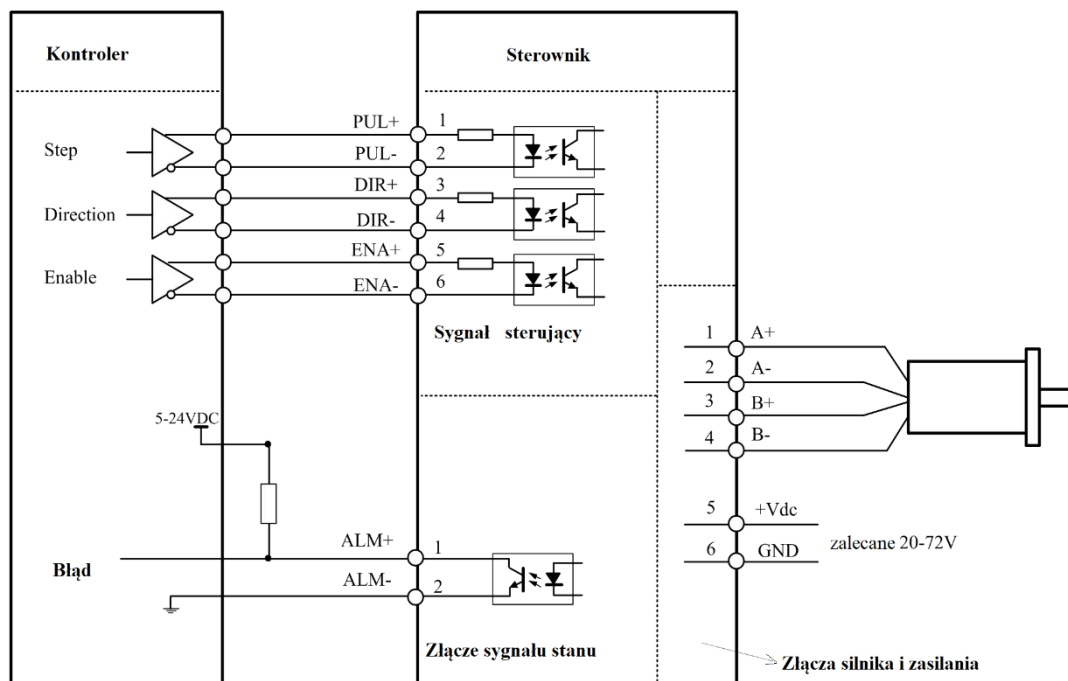 Kontroler
Sterownik
Step
PUL+ 1
PUL- 2
Direction
DIR+ 3
DIR- 4
Enable
ENA+ 5
ENA- 6
Sygnał sterujący
1 A+
2 A-
3 B+
4 B-
5 +Vdc
6 GND
zalecane 20-72V
5-24VDC
Błąd
ALM+ 1
ALM- 2
Złącze sygnału stanu
Złącza silnika i zasilania